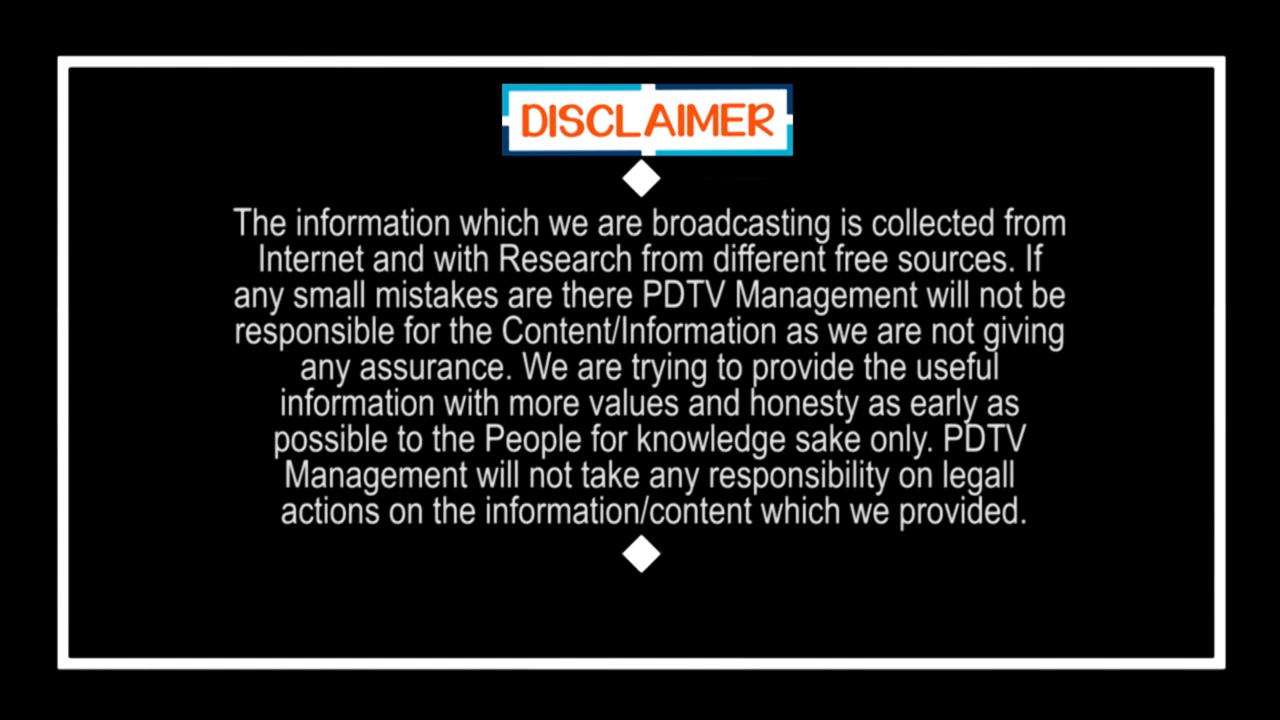 DISCLAIMER
The information which we are broadcasting is collected from
Internet and with Research from different free sources. If
any small mistakes are there PDTV Management will not be
responsible for the Content/Information as we are not giving
any assurance. We are trying to provide the useful
information with more values and honesty as early as
possible to the People for knowledge sake only. PDTV
Management will not take any responsibility on legall
actions on the information/content which we provided.